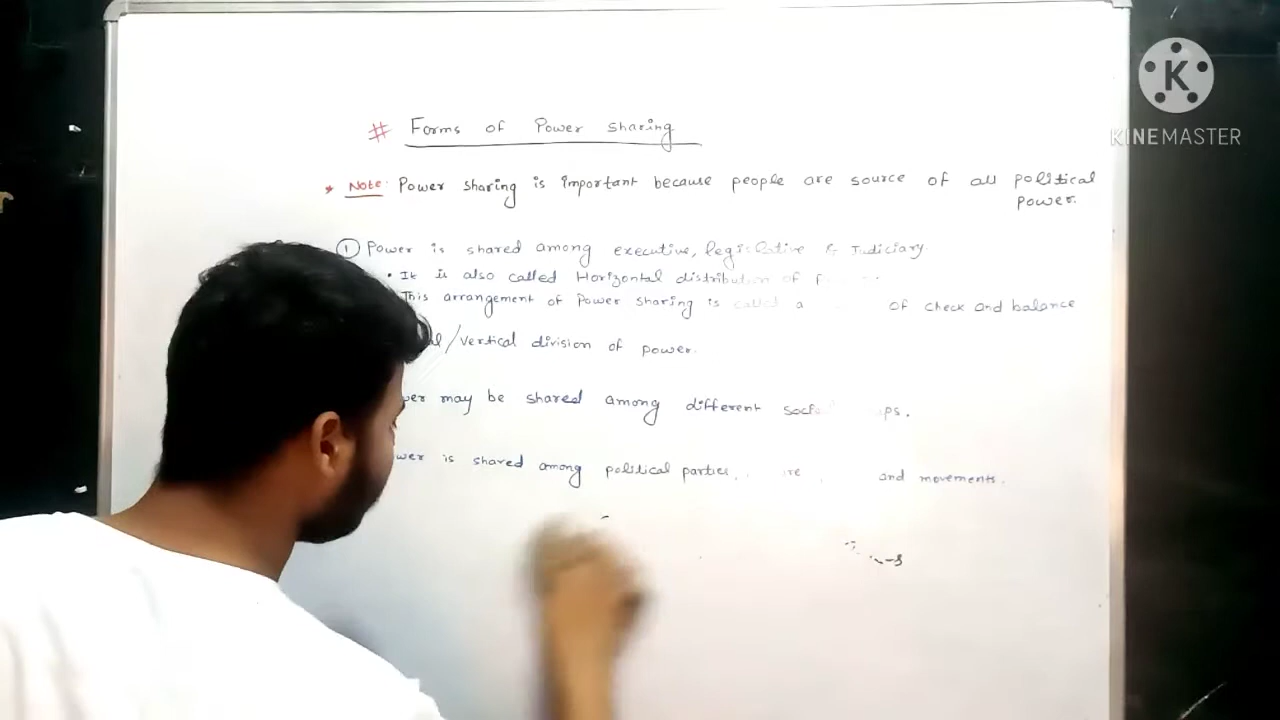 # Forms of Power sharing
* Note: Power sharing is important because people are source of all political
power.
① Power is shared among executive, legislative & Judiciary.
• It is also called Horizontal distribution of
This arrangement of Power sharing is called a of check and balance
/vertical division of power.
may be shared among different
is shared among political parties, and movements.
K
KINEMASTER